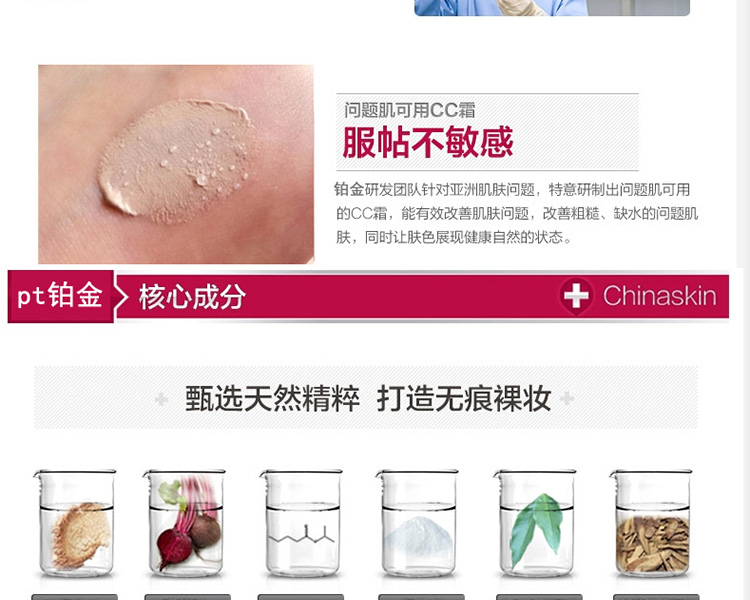 问题肌可用CC霜
服帖不敏感
铂金研发团队针对亚洲肌肤问题，特意研制出问题肌可用
的CC霜，能有效改善肌肤问题，改善粗糙、缺水的问题肌
肤，同时让肤色展现健康自然的状态。
pt铂金 核心成分 Chinaskin
甄选天然精粹 打造无痕裸妆